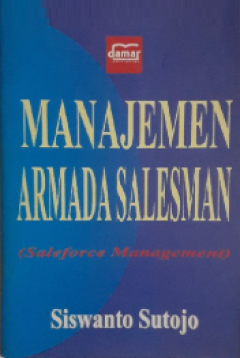 damar
MANAJEMEN
ARMADA SALESMAN
(Saleforce Management)
Siswanto Sutojo